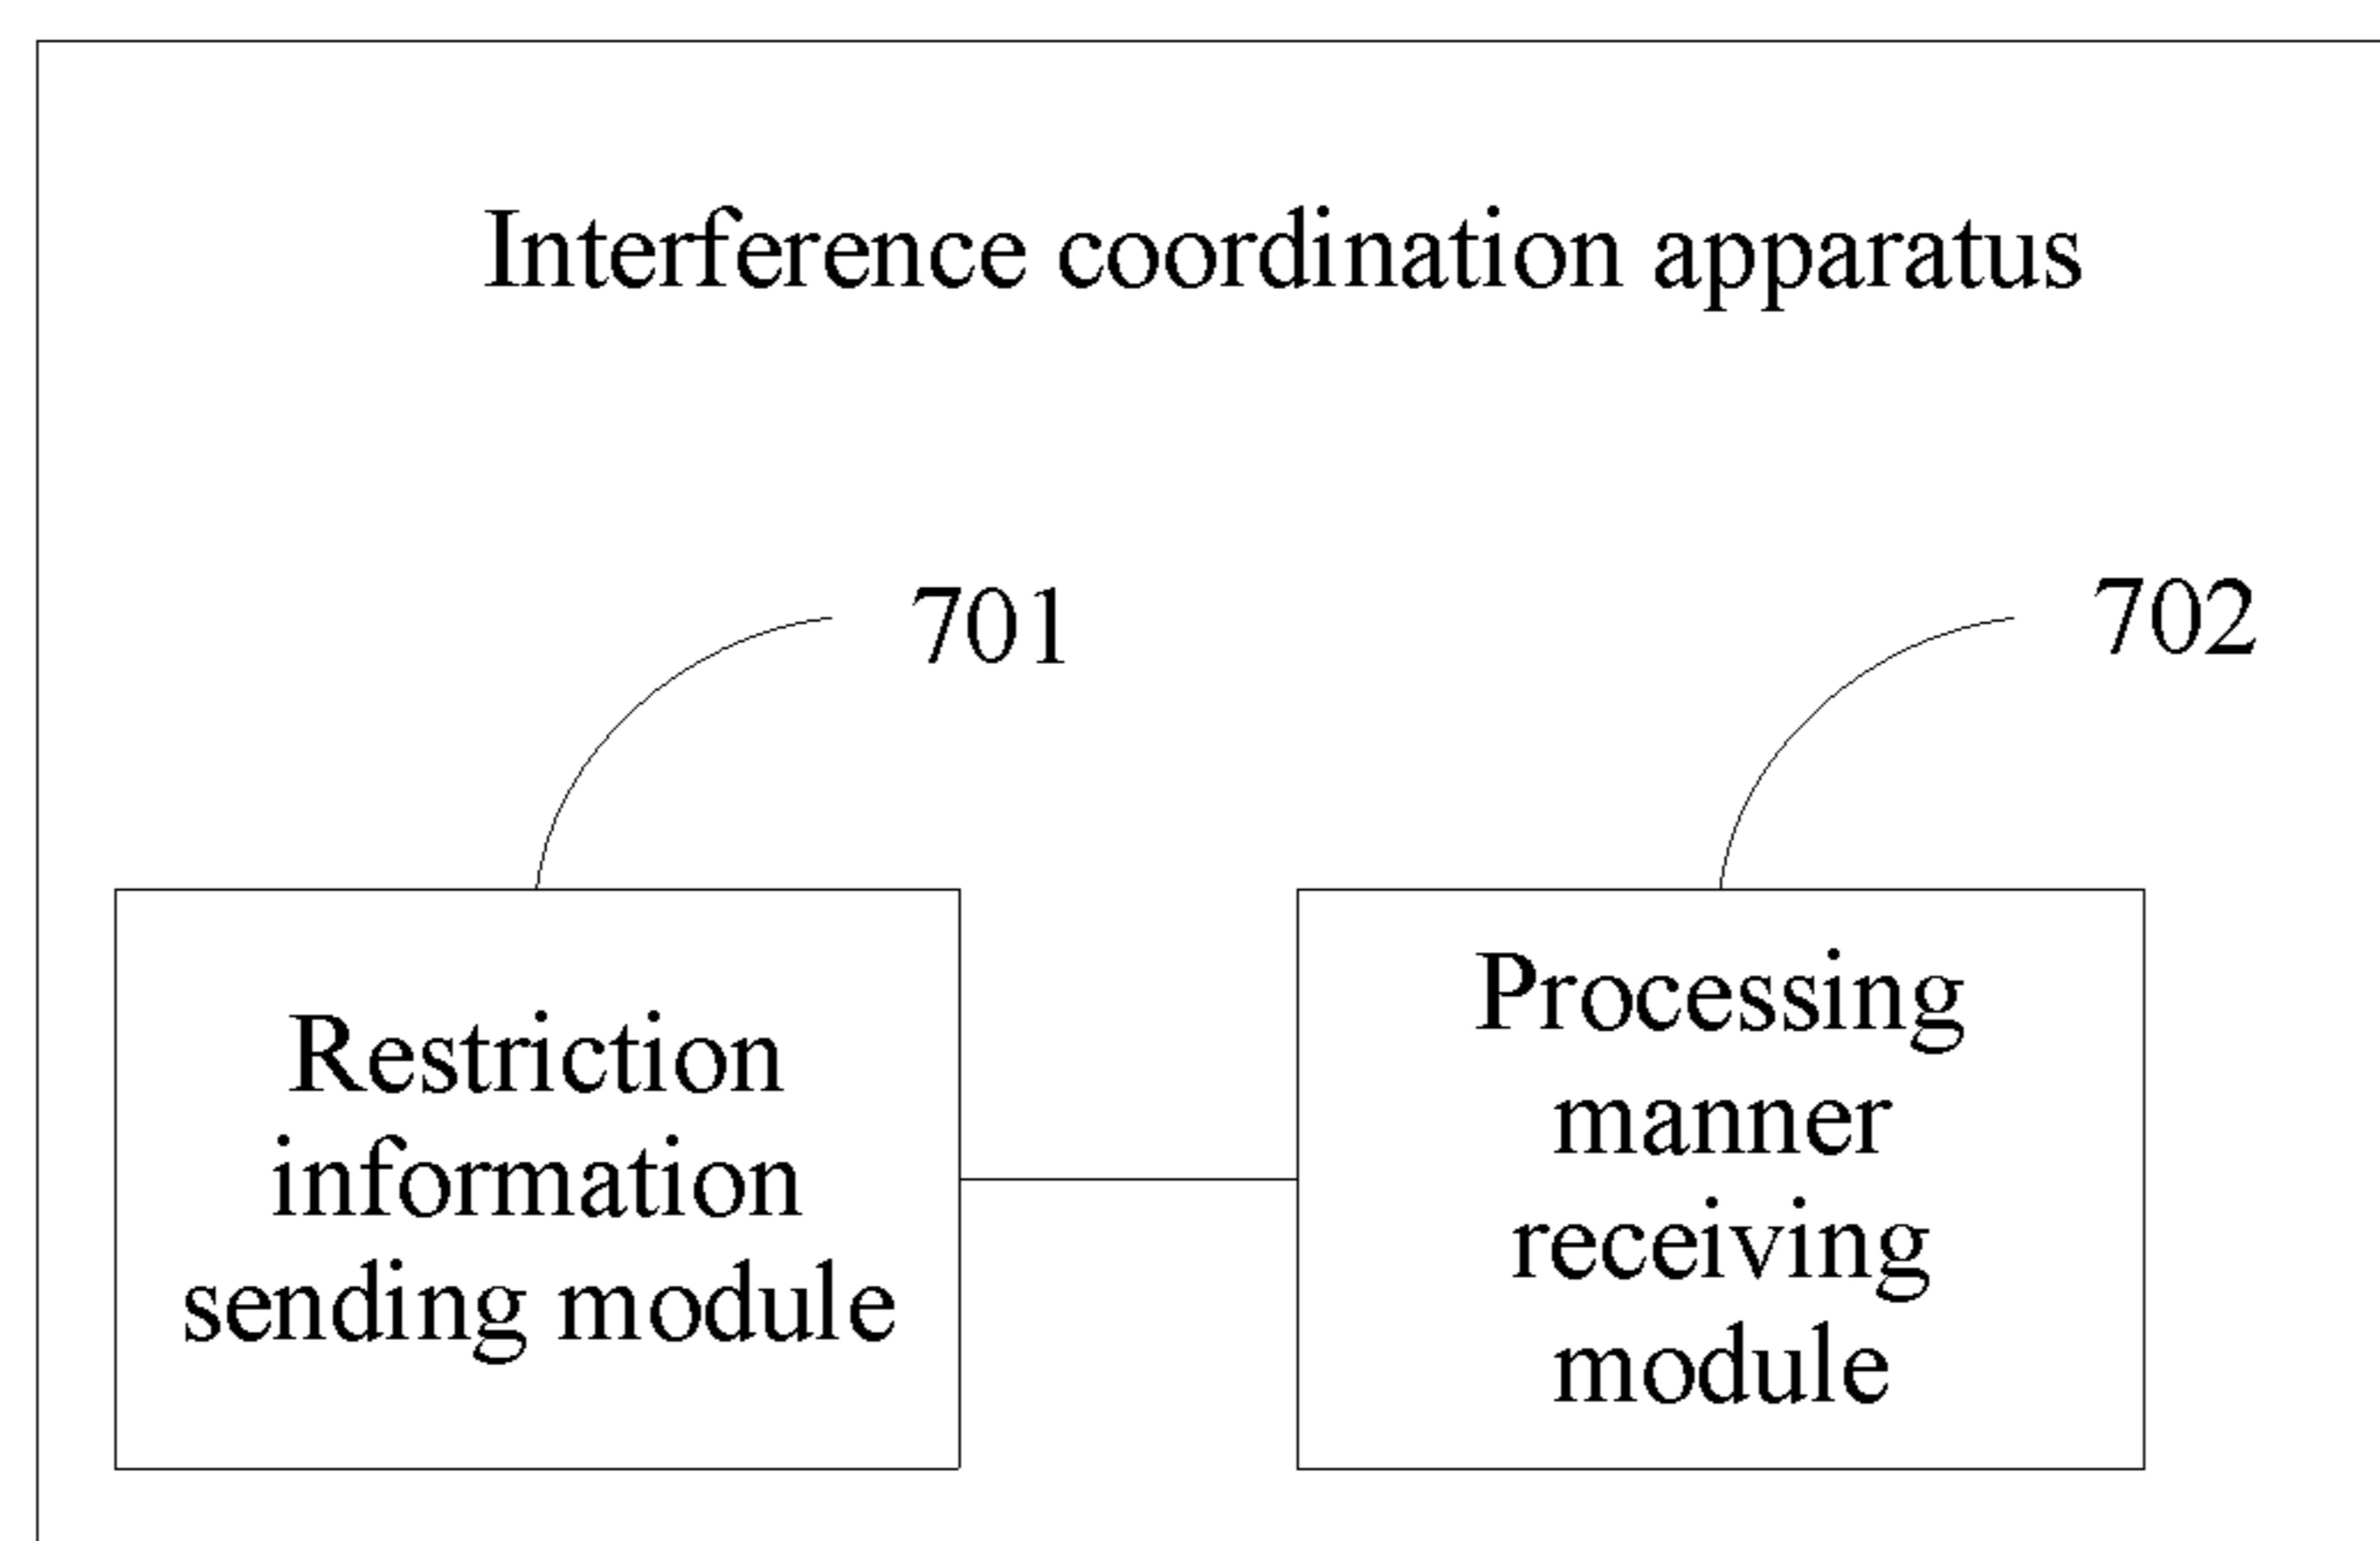 Interference coordination apparatus
701
702
Restriction
information
sending module
Processing
manner
receiving
module